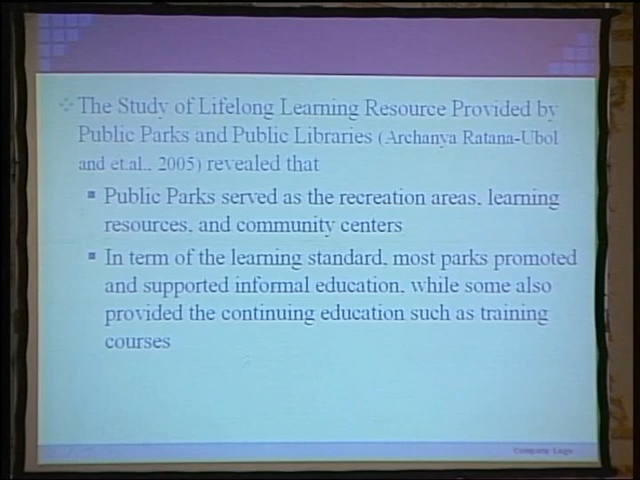 The Study of Lifelong Learning Resource Provided by
Public Parks and Public Libraries (Archanya Ratana-Ubol
and et.al., 2005) revealed that
Public Parks served as the recreation areas, learning
resources, and community centers
In term of the learning standard, most parks promoted
and supported informal education, while some also
provided the continuing education such as training
courses
Company Logo